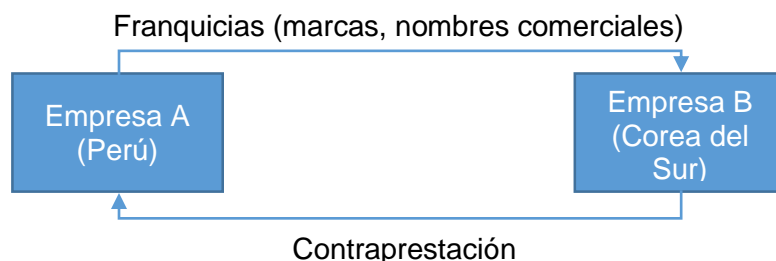 Franquicias (marcas, nombres comerciales)
Empresa A
(Perú)
Empresa B
(Corea del
Sur)
Contraprestación